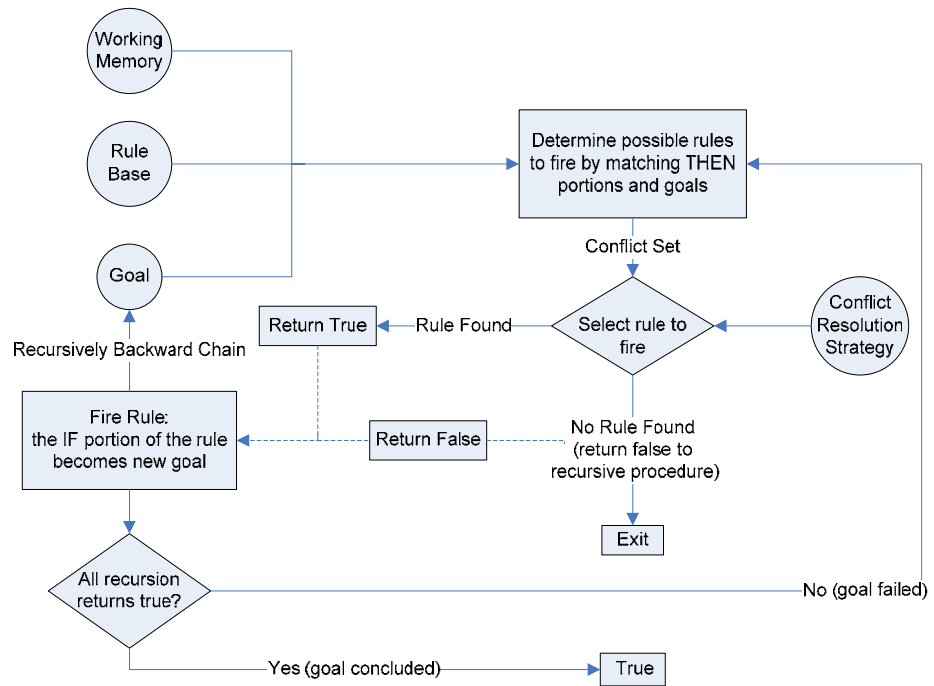 Working
Memory
Rule
Base
Determine possible rules
to fire by matching THEN
portions and goals
Conflict Set
Goal
Return True
Rule Found
Select rule to
fire
Conflict
Resolution
Strategy
Recursively Backward Chain
Fire Rule:
the IF portion of the rule
becomes new goal
Return False
No Rule Found
(return false to
recursive procedure)
Exit
All recursion
returns true?
No (goal failed)
Yes (goal concluded)
True